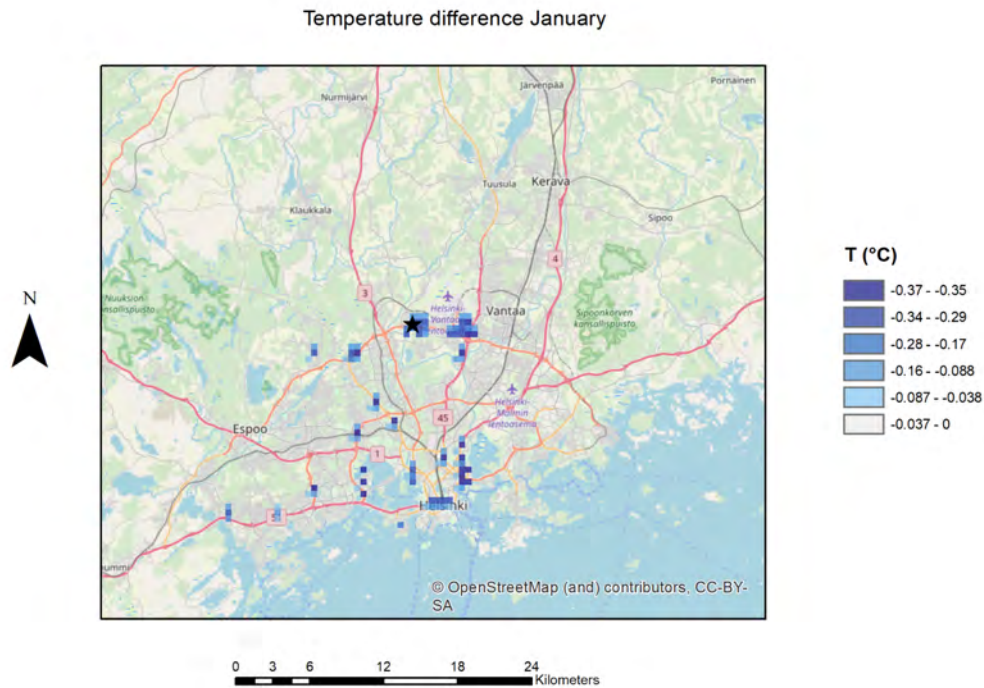 Temperature difference January
Järvenpää
Pornainen
Nurmijärvi
Tuusula
Kerava
Klaukkala
Sipoo
4
N
3
Nuuksion
Helsinki-
Vantaa
Sipoonkorven
kansallispuisto
45
Helsinki-
Malmin
lentoasema
Espoo
1
Helsinki
© OpenStreetMap (and) contributors, CC-BY-
SA
T (°C)
-0.37 - -0.35
-0.34 - -0.29
-0.28 - -0.17
-0.16 - -0.088
-0.087 - -0.038
-0.037 - 0
0 3 6 12 18 24
Kilometers